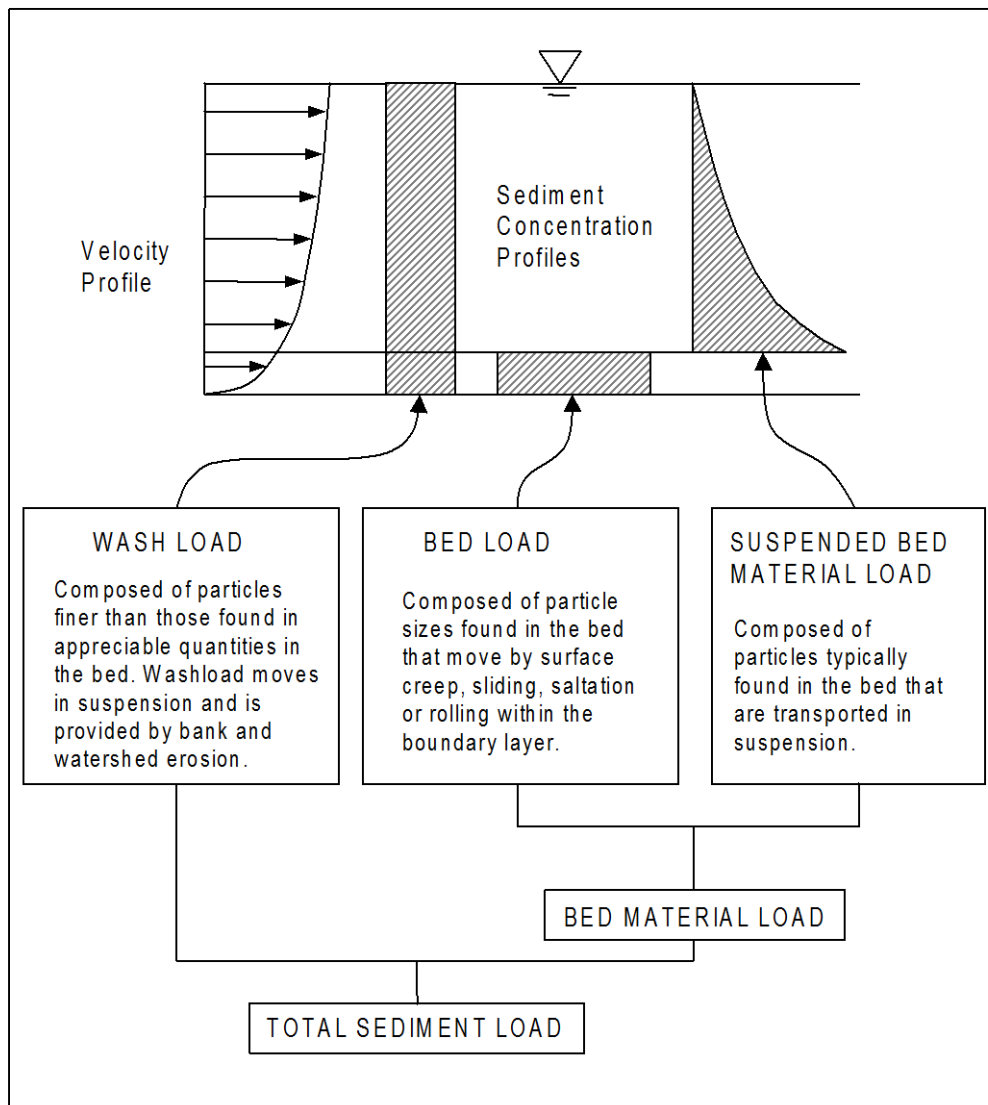 Velocity
Profile
Sediment
Concentration
Profiles
WASH LOAD
Composed of particles
finer than those found in
appreciable quantities in
the bed. Washload moves
in suspension and is
provided by bank and
watershed erosion.
BED LOAD
Composed of particle
sizes found in the bed
that move by surface
creep, sliding, saltation
or rolling within the
boundary layer.
SUSPENDED BED
MATERIAL LOAD
Composed of
particles typically
found in the bed that
are transported in
suspension.
BED MATERIAL LOAD
TOTAL SEDIMENT LOAD